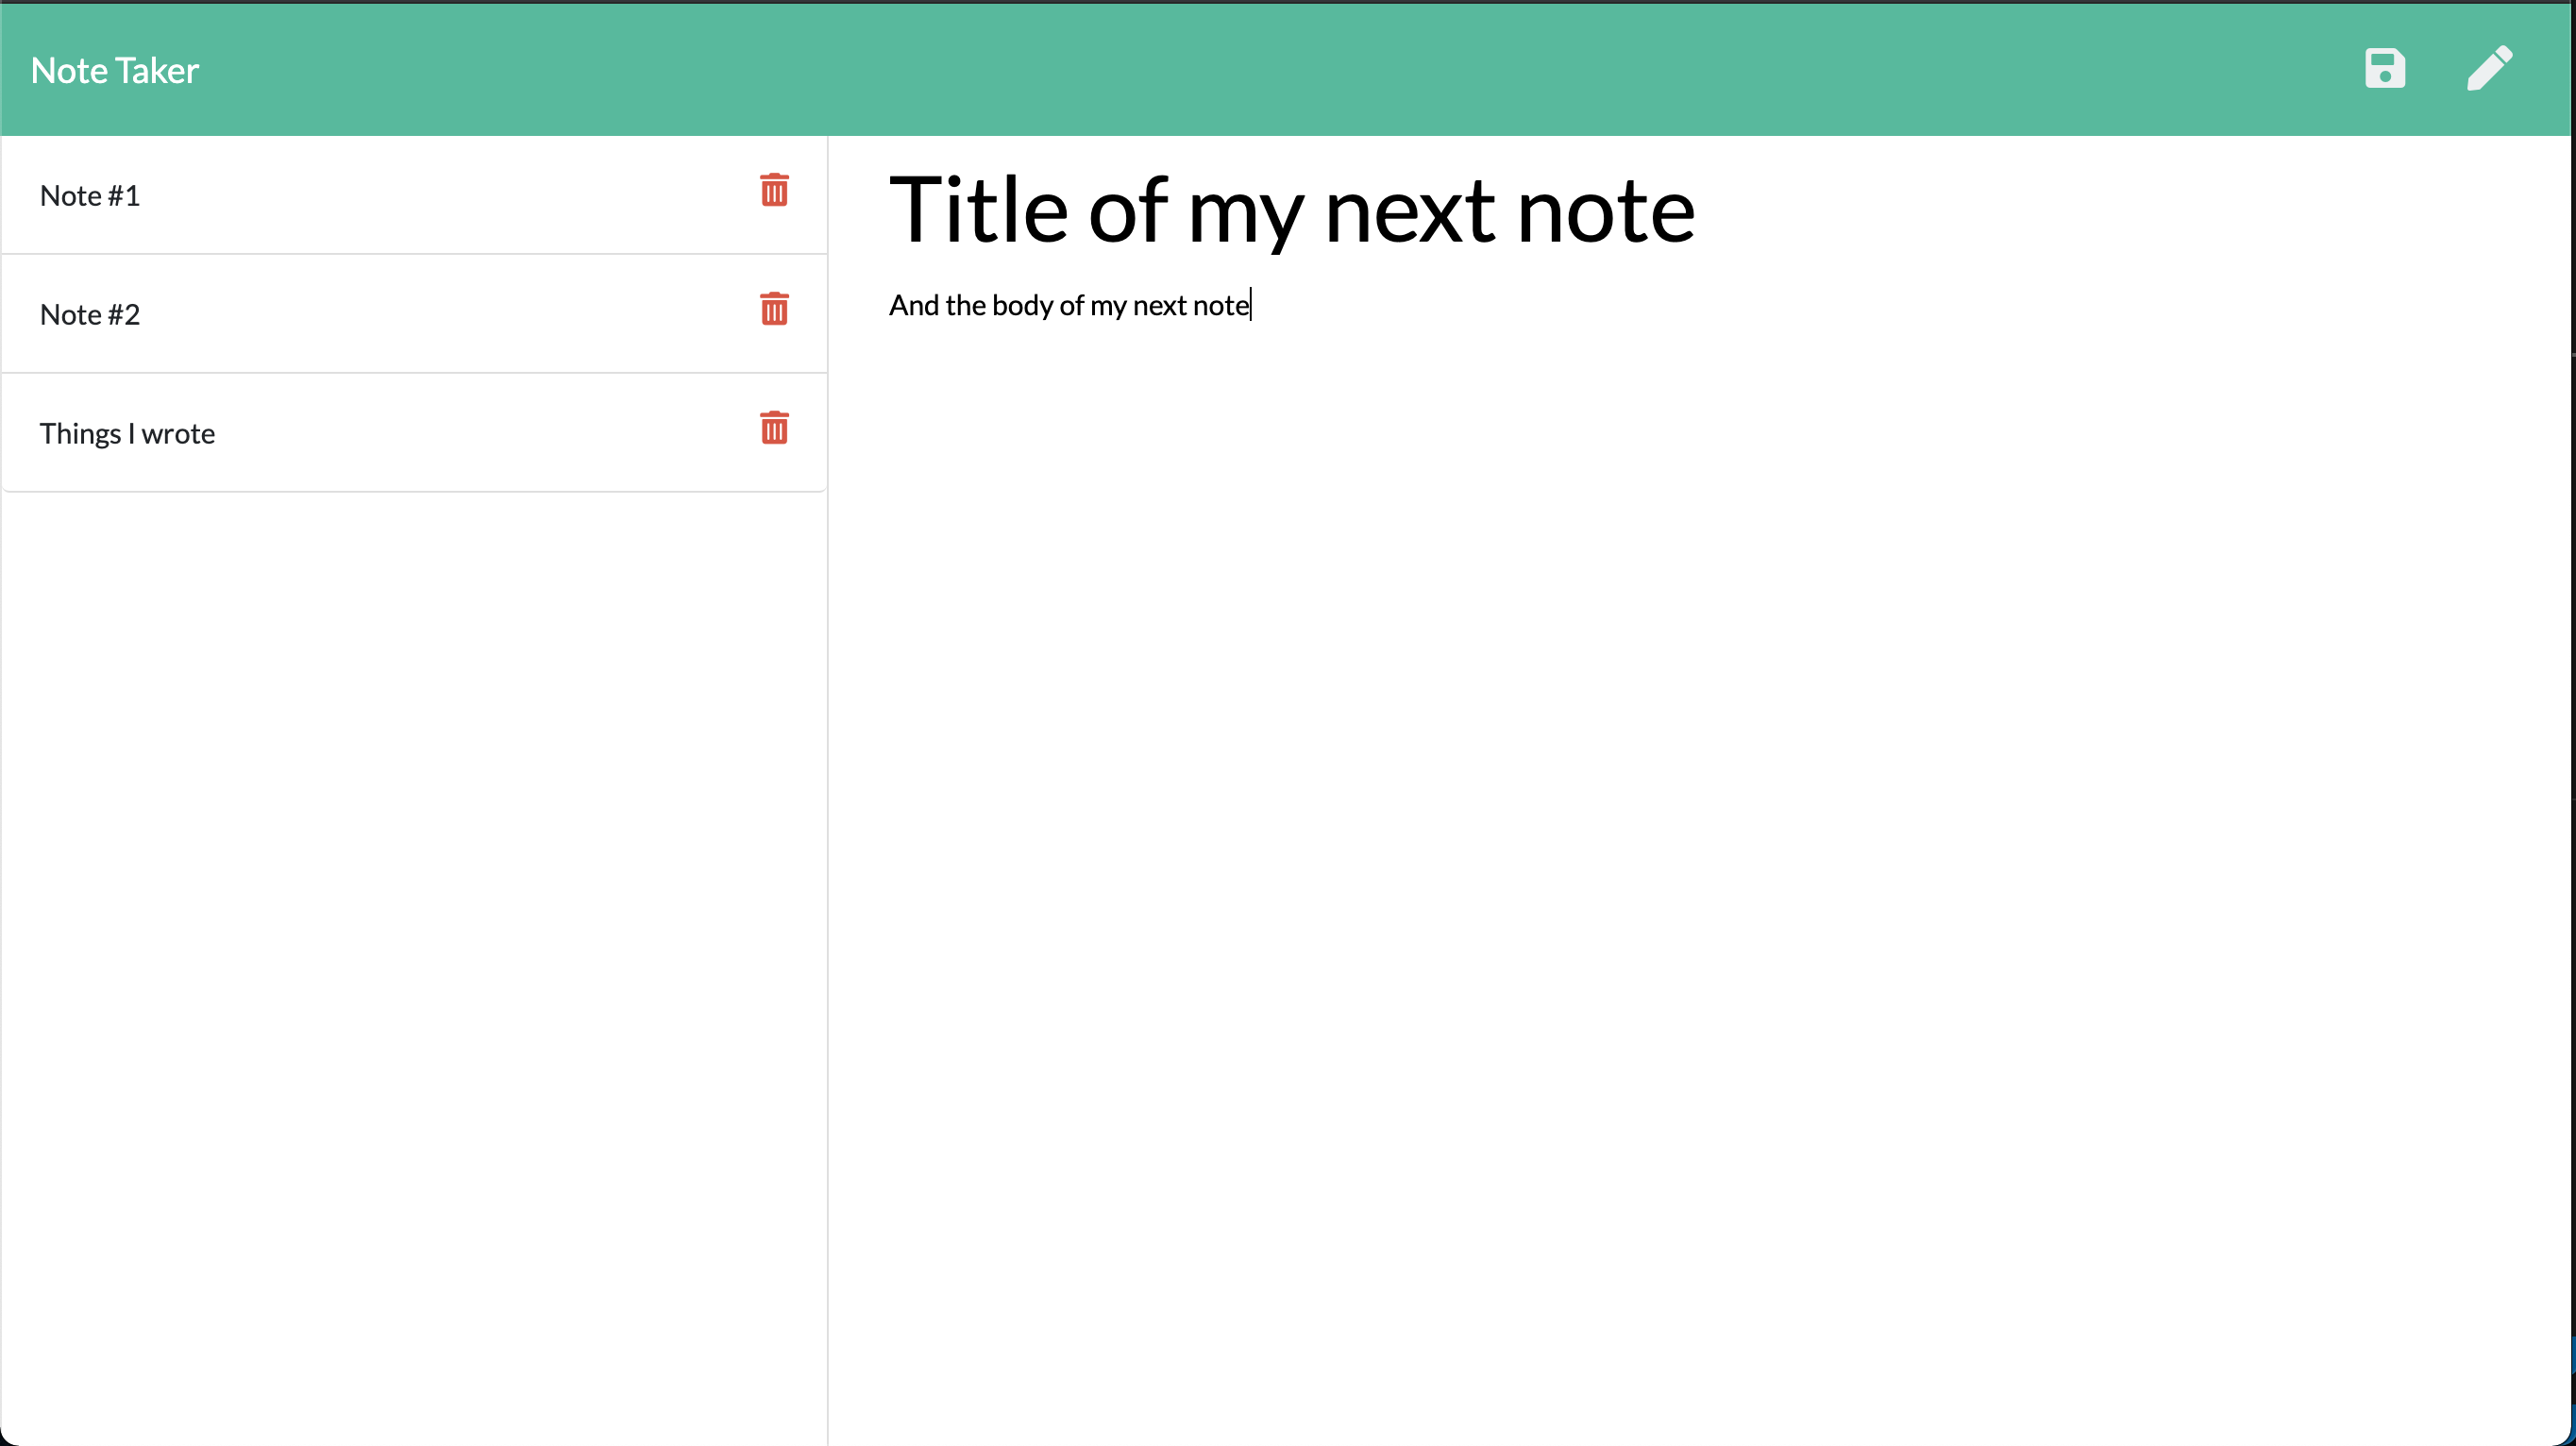 Note Taker
Note #1
Note #2
Things I wrote
Title of my next note
And the body of my next note